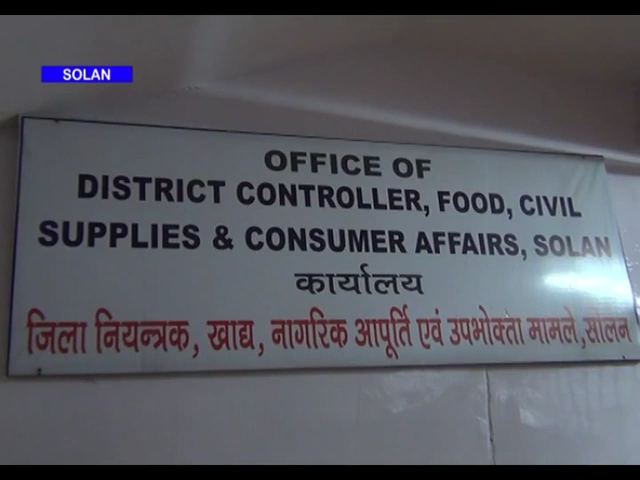 SOLAN
OFFICE OF
DISTRICT CONTROLLER, FOOD, CIVIL
SUPPLIES & CONSUMER AFFAIRS, SOLAN
कार्यालय
जिला नियन्त्रक, खाद्य, नागरिक आपूर्ति एवं उपभोक्ता मामले, सोलन